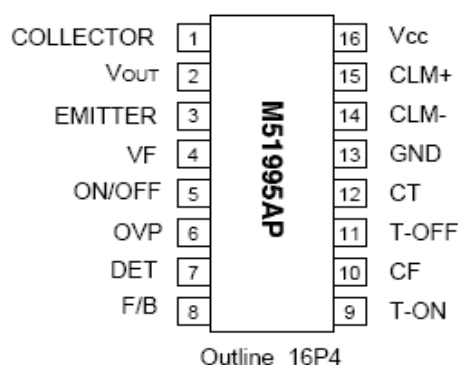 COLLECTOR 1 16 Vcc
VOUT 2 15 CLM+
EMITTER 3 14 CLM-
VF 4 13 GND
ON/OFF 5 12 CT
OVP 6 11 T-OFF
DET 7 10 CF
F/B 8 9 T-ON
M51995AP
Outline 16P4